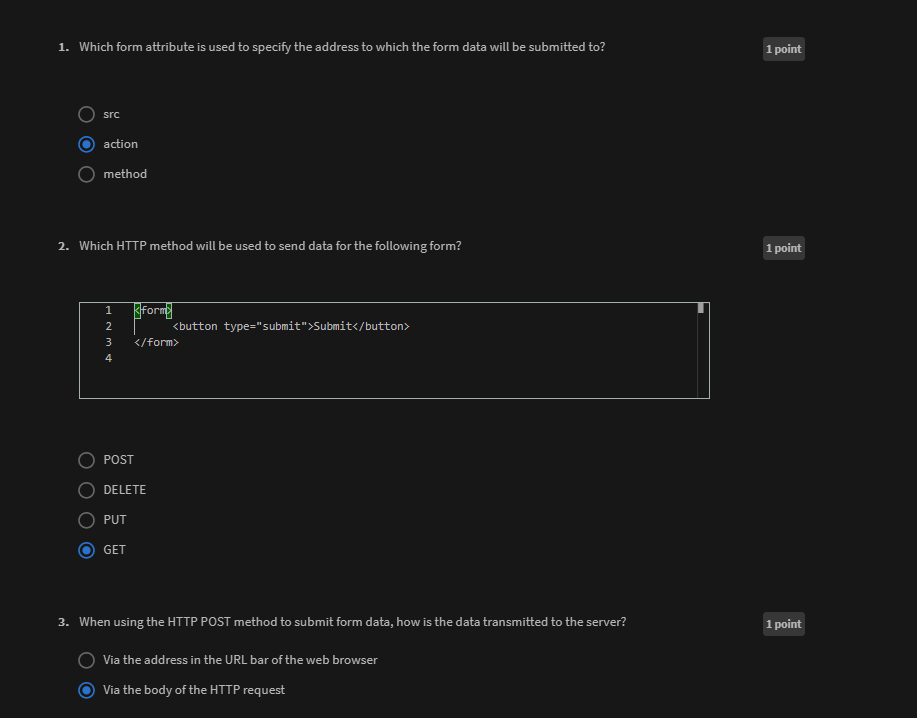 1. Which form attribute is used to specify the address to which the form data will be submitted to?
1 point
src
action
method
2. Which HTTP method will be used to send data for the following form?
1 point
1 <form>
2 <button type="submit">Submit</button>
3 </form>
4
POST
DELETE
PUT
GET
3. When using the HTTP POST method to submit form data, how is the data transmitted to the server?
1 point
Via the address in the URL bar of the web browser
Via the body of the HTTP request